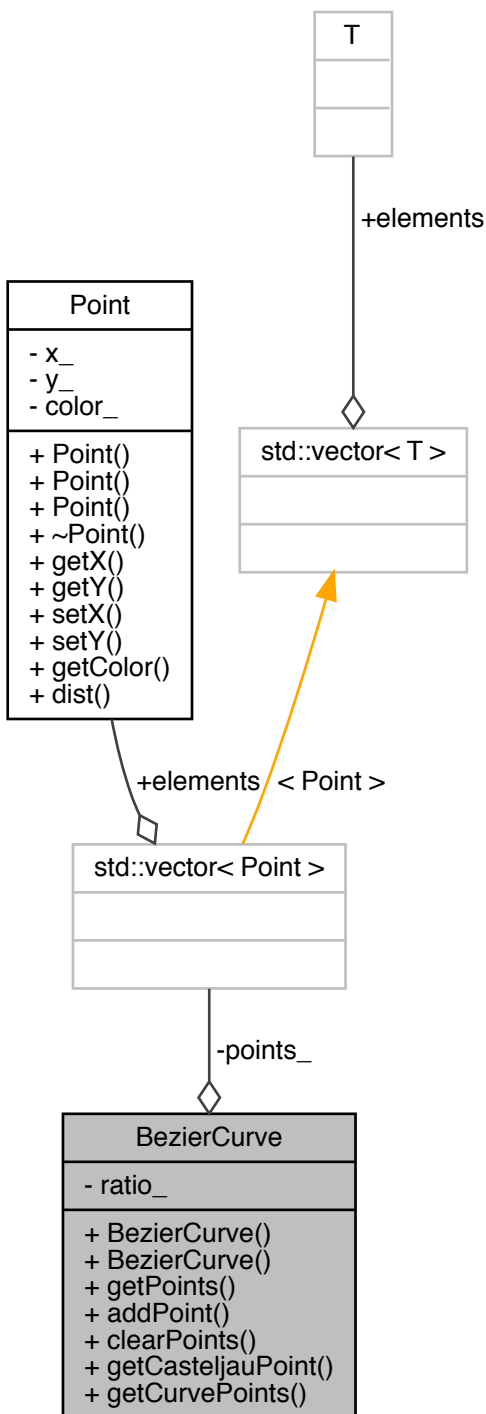 T
+elements
Point
- x_
- y_
- color_
+ Point()
+ Point()
+ Point()
+ ~Point()
+ getX()
+ getY()
+ setX()
+ setY()
+ getColor()
+ dist()
std::vector< T >
+elements
< Point >
std::vector< Point >
-points_
BezierCurve
- ratio_
+ BezierCurve()
+ BezierCurve()
+ getPoints()
+ addPoint()
+ clearPoints()
+ getCasteljauPoint()
+ getCurvePoints()